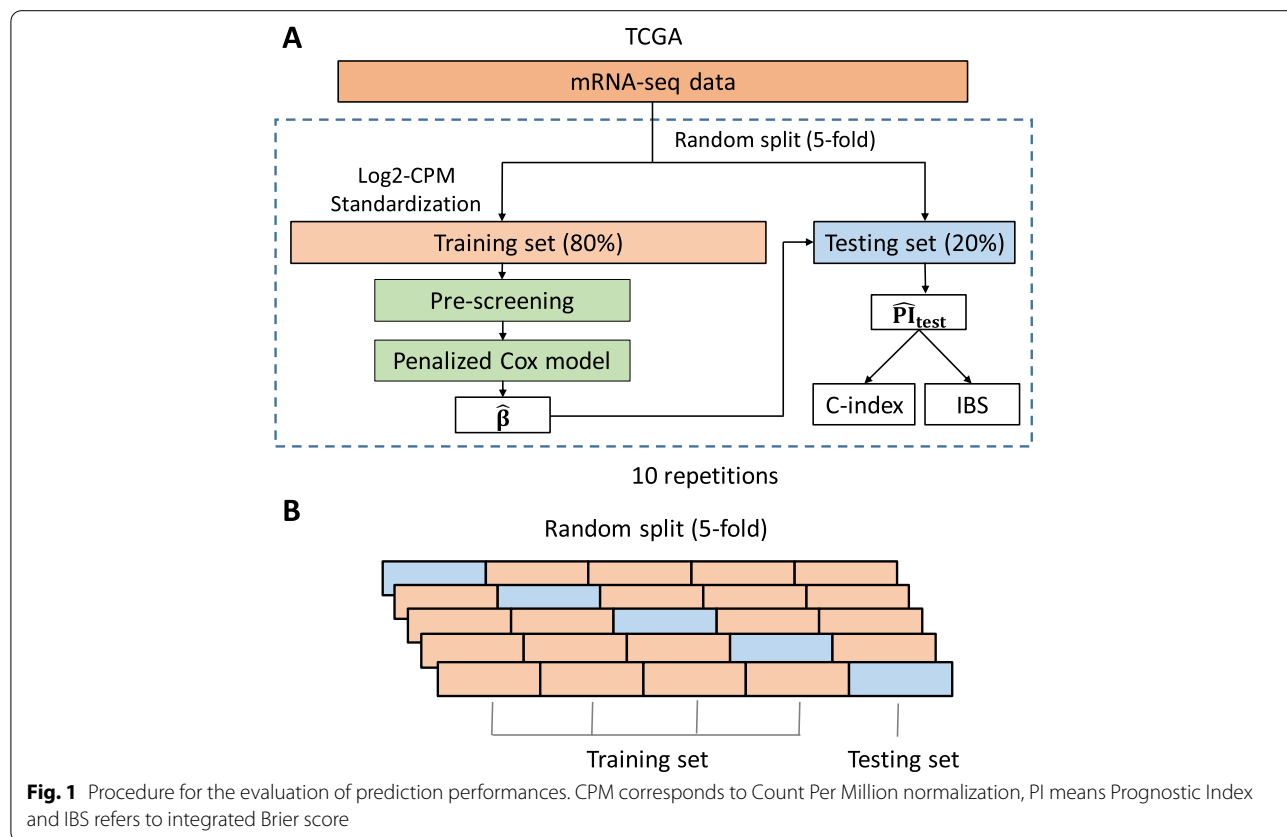 A
TCGA
mRNA-seq data
Random split (5-fold)
Log2-CPM
Standardization
Training set (80%)
Testing set (20%)
Pre-screening
P̂I_test
Penalized Cox model
β̂
C-index
IBS
10 repetitions
B
Random split (5-fold)
Training set
Testing set
Fig. 1 Procedure for the evaluation of prediction performances. CPM corresponds to Count Per Million normalization, PI means Prognostic Index
and IBS refers to integrated Brier score